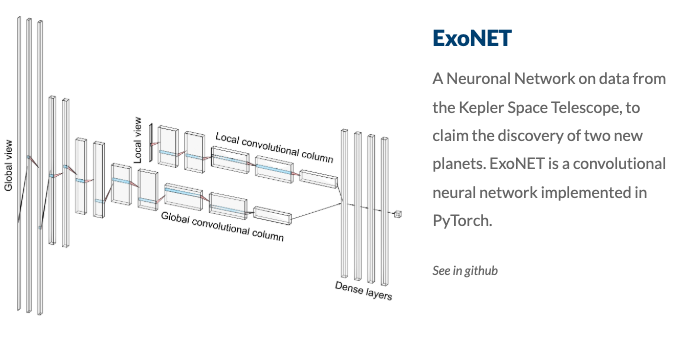 Global view
Local view
Local convolutional column
Global convolutional column
Dense layers
ExoNET
A Neuronal Network on data from
the Kepler Space Telescope, to
claim the discovery of two new
planets. ExoNET is a convolutional
neural network implemented in
PyTorch.
See in github